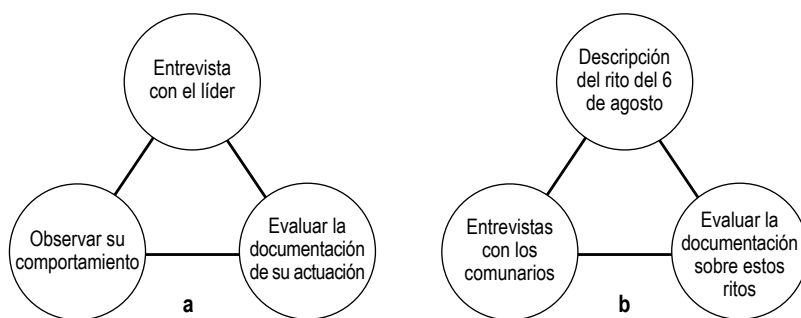 Entrevista
con el líder
Observar su
comportamiento
Evaluar la
documentación
de su actuación
a
Descripción
del rito del 6
de agosto
Entrevistas
con los
comunarios
Evaluar la
documentación
sobre estos
ritos
b